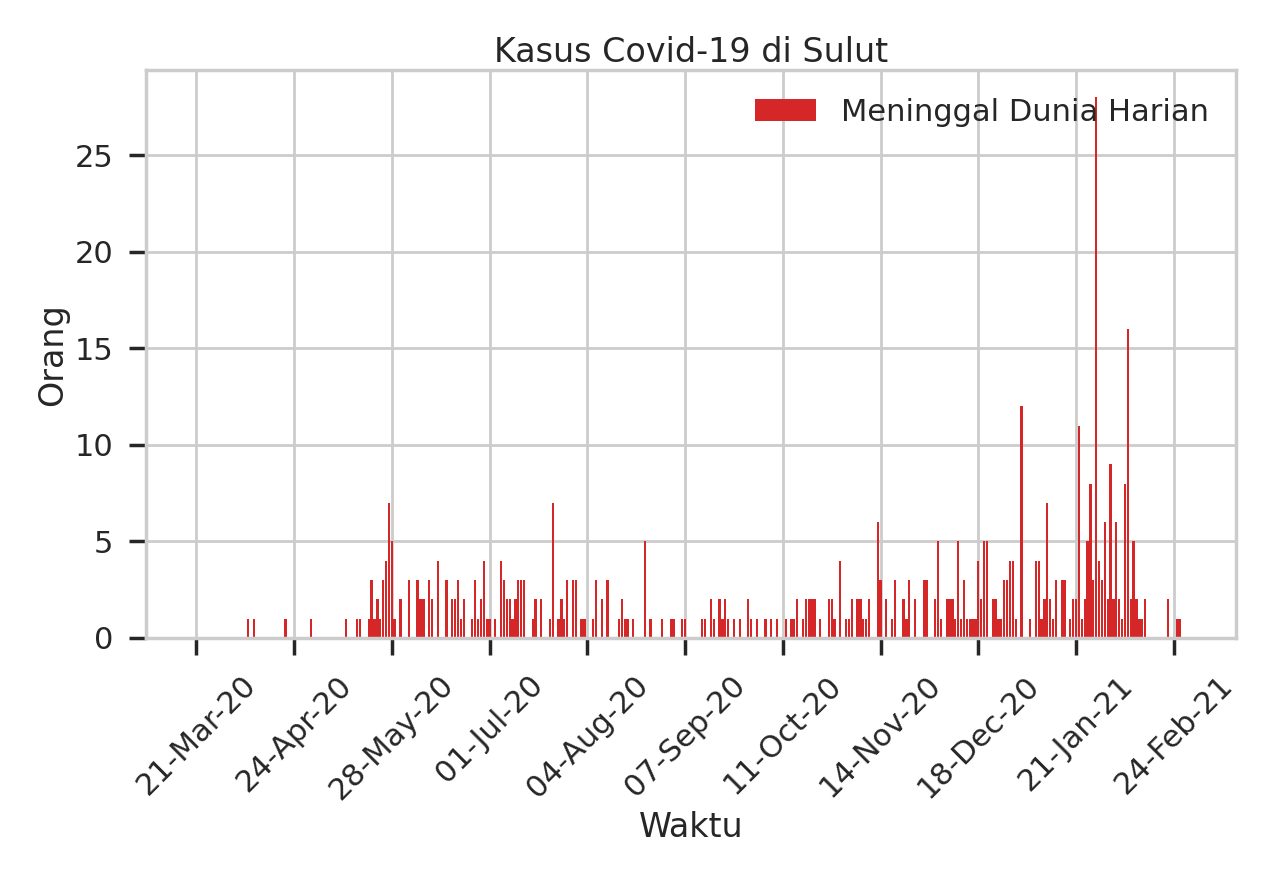 Kasus Covid-19 di Sulut
Meninggal Dunia Harian
Orang
25
20
15
10
5
0
21-Mar-20
24-Apr-20
28-May-20
01-Jul-20
04-Aug-20
07-Sep-20
11-Oct-20
14-Nov-20
18-Dec-20
21-Jan-21
24-Feb-21
Waktu